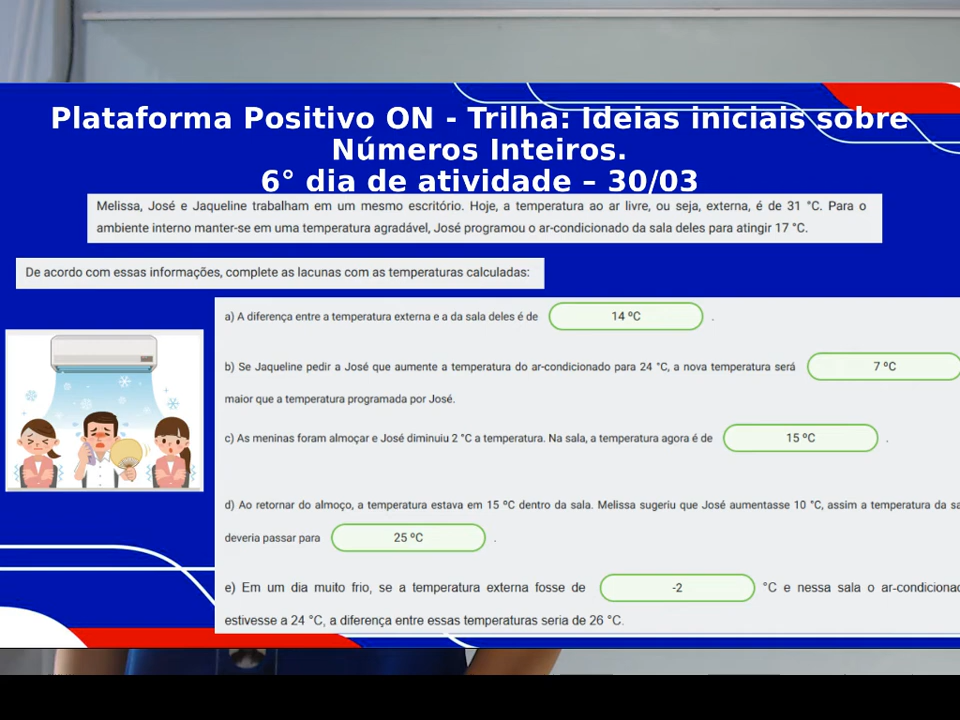 Plataforma Positivo ON - Trilha: Ideias iniciais sobre
Números Inteiros.
6° dia de atividade – 30/03
Melissa, José e Jaqueline trabalham em um mesmo escritório. Hoje, a temperatura ao ar livre, ou seja, externa, é de 31 °C. Para o
ambiente interno manter-se em uma temperatura agradável, José programou o ar-condicionado da sala deles para atingir 17 °C.
De acordo com essas informações, complete as lacunas com as temperaturas calculadas:
a) A diferença entre a temperatura externa e a da sala deles é de 14 ºC .
b) Se Jaqueline pedir a José que aumente a temperatura do ar-condicionado para 24 °C, a nova temperatura será 7 ºC
maior que a temperatura programada por José.
c) As meninas foram almoçar e José diminuiu 2 °C a temperatura. Na sala, a temperatura agora é de 15 ºC .
d) Ao retornar do almoço, a temperatura estava em 15 ºC dentro da sala. Melissa sugeriu que José aumentasse 10 °C, assim a temperatura da
deveria passar para 25 ºC .
e) Em um dia muito frio, se a temperatura externa fosse de -2 °C e nessa sala o
estivesse a 24 °C, a diferença entre essas temperaturas seria de 26 °C.